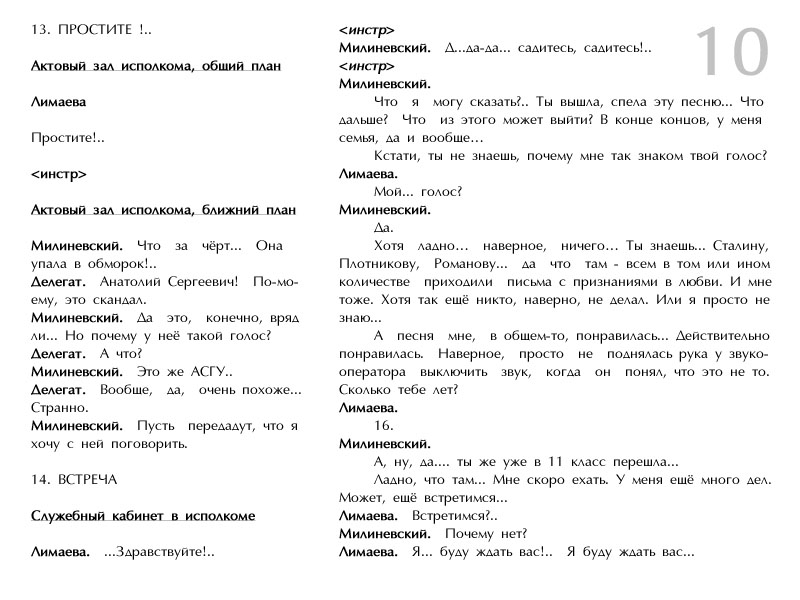 13. ПРОСТИТЕ !..
Актовый зал исполкома, общий план
Лимаева
Простите!..
<инстр>
Актовый зал исполкома, ближний план
Милиневский. Что за чёрт... Она
упала в обморок!..
Делегат. Анатолий Сергеевич! По-мо-
ему, это скандал.
Милиневский. Да это, конечно, вряд
ли... Но почему у неё такой голос?
Делегат. А что?
Милиневский. Это же АСГУ..
Делегат. Вообще, да, очень похоже...
Странно.
Милиневский. Пусть передадут, что я
хочу с ней поговорить.
14. ВСТРЕЧА
Служебный кабинет в исполкоме
Лимаева. ...Здравствуйте!..
10
<инстр>
Милиневский. Д...да-да... садитесь, садитесь!..
<инстр>
Милиневский.
Что я могу сказать?.. Ты вышла, спела эту песню... Что
дальше? Что из этого может выйти? В конце концов, у меня
семья, да и вообще...
Кстати, ты не знаешь, почему мне так знаком твой голос?
Лимаева.
Мой... голос?
Милиневский.
Да.
Хотя ладно... наверное, ничего... Ты знаешь... Сталину,
Плотникову, Романову... да что там - всем в том или ином
количестве приходили письма с признаниями в любви. И мне
тоже. Хотя так ещё никто, наверно, не делал. Или я просто не
знаю...
А песня мне, в общем-то, понравилась... Действительно
понравилась. Наверное, просто не поднялась рука у звуко-
оператора выключить звук, когда он понял, что это не то.
Сколько тебе лет?
Лимаева.
16.
Милиневский.
А, ну, да.... ты же уже в 11 класс перешла...
Ладно, что там... Мне скоро ехать. У меня ещё много дел.
Может, ещё встретимся...
Лимаева. Встретимся?..
Милиневский. Почему нет?
Лимаева. Я... буду ждать вас!.. Я буду ждать вас...